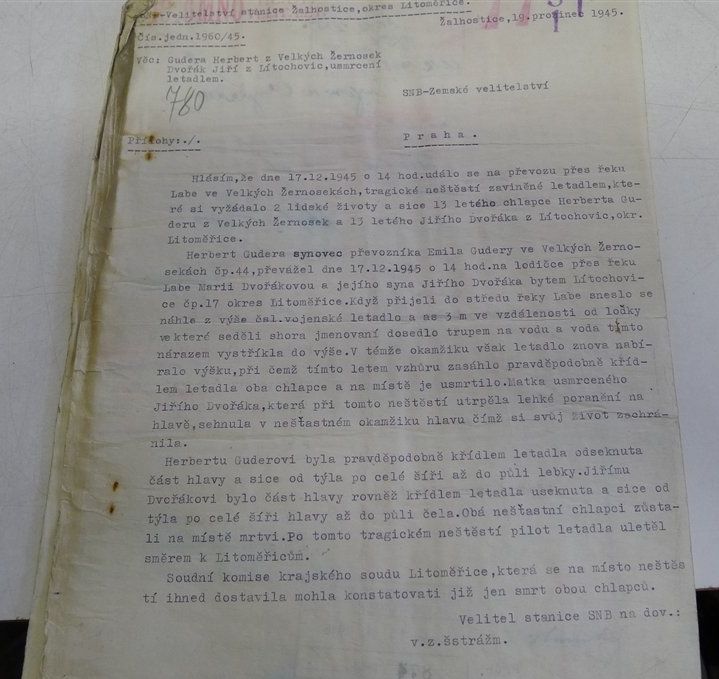 SNB-Velitelství stanice Žalhostice, okres Litoměřice.
Žalhostice, 19. prosinec 1945.
Čís.jedn.1960/45.
Věc: Gudera Herbert z Velkých Žernosek
Dvořák Jiří z Lítochovic, usmrcení
letadlem.
780
SNB-Zemské velitelství
Přílohy:./.
P r a h a .
Hlásím, že dne 17.12.1945 o 14 hod. událo se na převozu přes řeku
Labe ve Velkých Žernosekách, tragické neštěstí zaviněné letadlem, kte-
ré si vyžádalo 2 lidské životy a sice 13 letého chlapce Herberta Gu-
deru z Velkých Žernosek a 13 letého Jiřího Dvořáka z Lítochovic, okr.
Litoměřice.
Herbert Gudera synovec převozníka Emila Gudery ve Velkých Žerno-
sekách čp.44, převážel dne 17.12.1945 o 14 hod. na lodičce přes řeku
Labe Marii Dvořákovou a jejího syna Jiřího Dvořáka bytem Lítochovi-
ce čp.17 okres Litoměřice. Když přijeli do středu řeky Labe sneslo se
náhle z výše čsl. vojenské letadlo a as 3 m ve vzdálenosti od loďky
ve které seděli shora jmenovaní dosedlo trupem na vodu a voda tímto
nárazem vystříkla do výše. V témže okamžiku však letadlo znova nabí-
ralo výšku, při čemž tímto letem vzhůru zasáhlo pravděpodobně kříd-
lem letadla oba chlapce a na místě je usmrtilo. Matka usmrceného
Jiřího Dvořáka, která při tomto neštěstí utrpěla lehké poranění na
hlavě, sehnula v nešťastném okamžiku hlavu čímž si svůj život zachrá-
nila.
Herbertu Guderovi byla pravděpodobně křídlem letadla odseknuta
část hlavy a sice od týla po celé šíři až do půli lebky. Jiřímu
Dvořákovi bylo část hlavy rovněž křídlem letadla useknuta a sice od
týla po celé šíři hlavy až do půli čela. Obá nešťastní chlapci zůsta-
li na místě mrtvi. Po tomto tragickém neštěstí pilot letadla uletěl
směrem k Litoměřicům.
Soudní komise krajského soudu Litoměřice, která se na místo neštěs
tí ihned dostavila mohla konstatovati již jen smrt obou chlapců.
Velitel stanice SNB na dov.:
v.z.šstrážm.